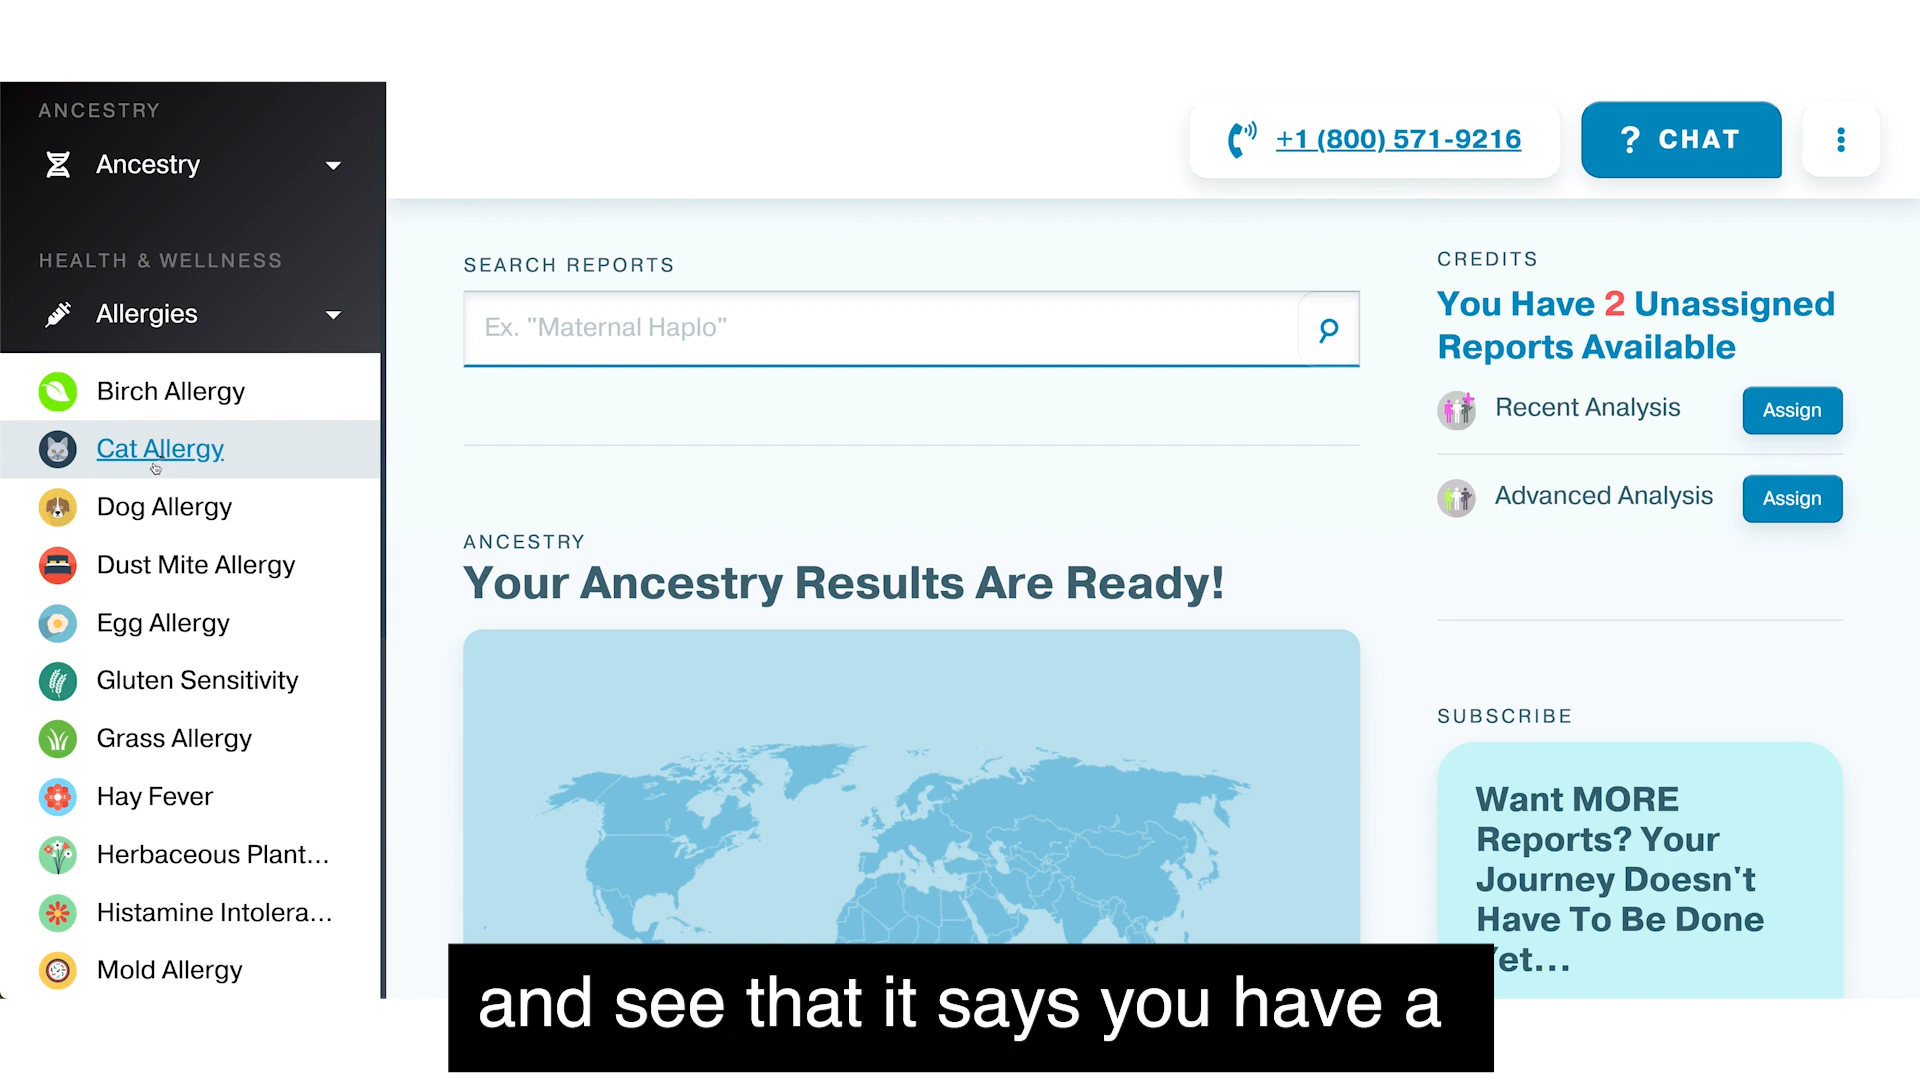 ANCESTRY
Ancestry
HEALTH & WELLNESS
Allergies
Birch Allergy
Cat Allergy
Dog Allergy
Dust Mite Allergy
Egg Allergy
Gluten Sensitivity
Grass Allergy
Hay Fever
Herbaceous Plant...
Histamine Intolera...
Mold Allergy
+1 (800) 571-9216
? CHAT
SEARCH REPORTS
Ex. "Maternal Haplo"
ANCESTRY
Your Ancestry Results Are Ready!
CREDITS
You Have 2 Unassigned
Reports Available
Recent Analysis
Assign
Advanced Analysis
Assign
SUBSCRIBE
Want MORE
Reports? Your
Journey Doesn't
Have To Be Done
Yet...
and see that it says you have a